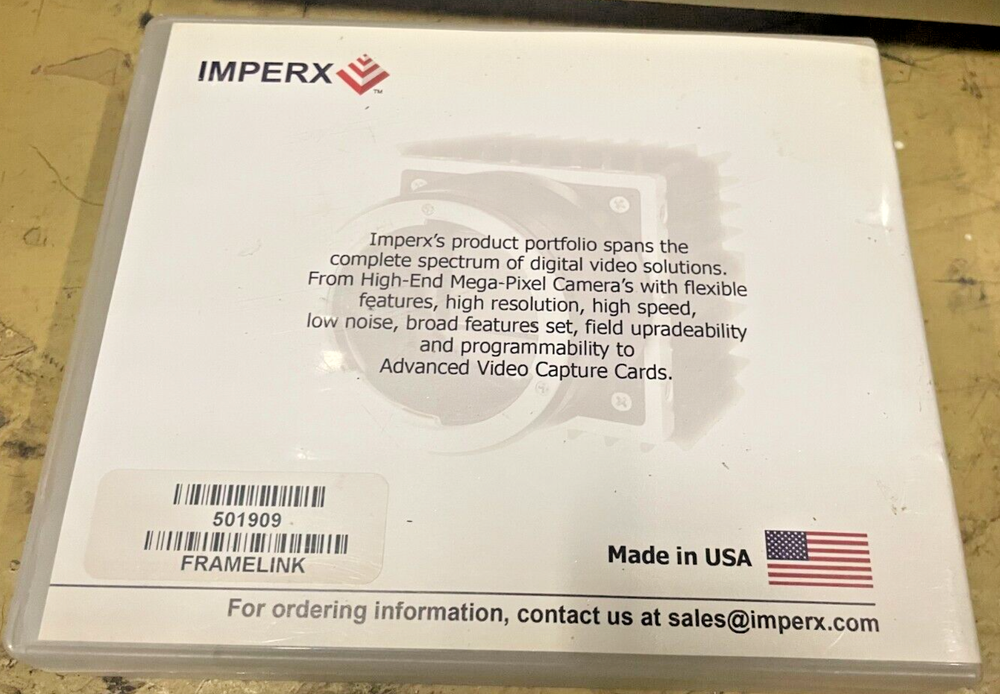 IMPERX
TM
Imperx's product portfolio spans the
complete spectrum of digital video solutions.
From High-End Mega-Pixel Camera's with flexible
features, high resolution, high speed,
low noise, broad features set, field upradeability
and programmability to
Advanced Video Capture Cards.
501909
FRAMELINK
Made in USA
For ordering information, contact us at sales@imperx.com